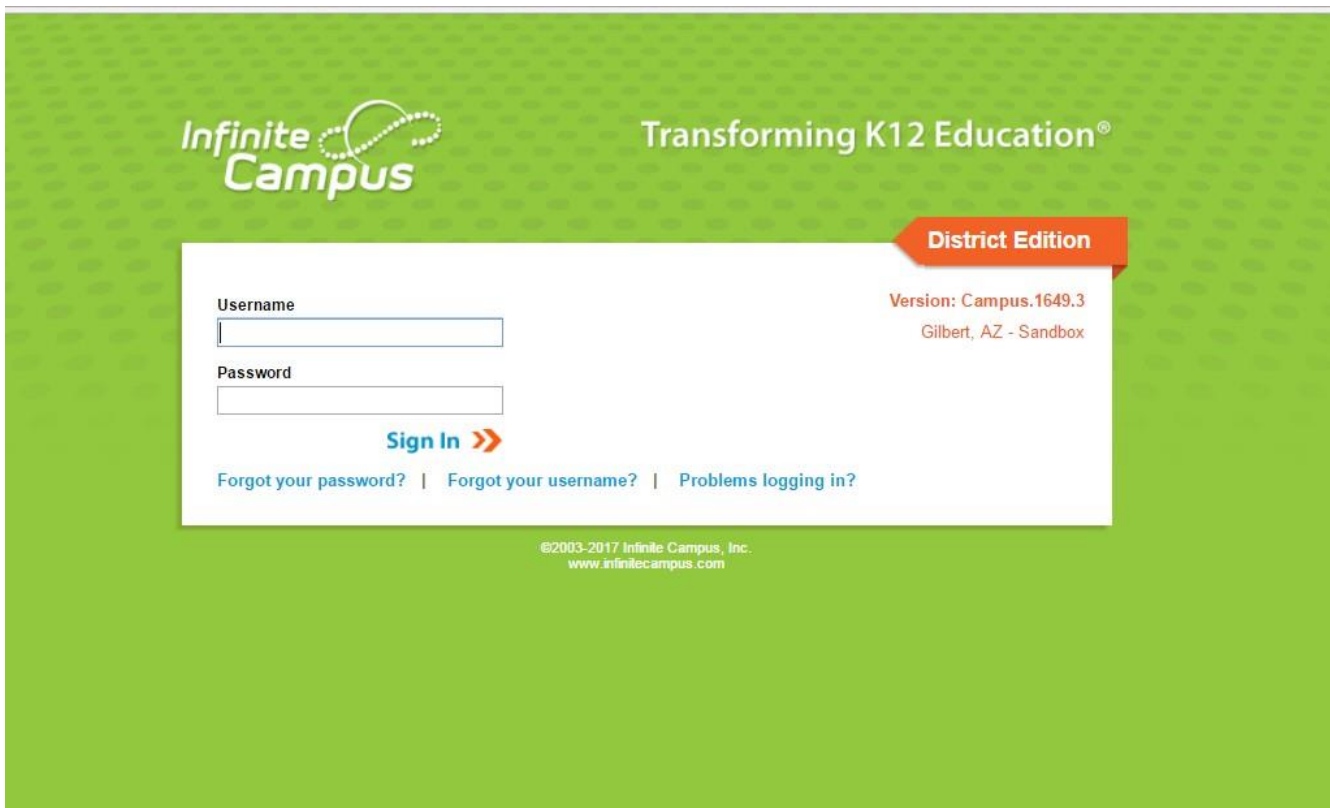 Infinite
Campus
Transforming K12 Education®
District Edition
Username
Version: Campus.1649.3
Gilbert, AZ - Sandbox
Password
Sign In
Forgot your password? | Forgot your username? | Problems logging in?
©2003-2017 Infinite Campus, Inc.
www.infinitecampus.com